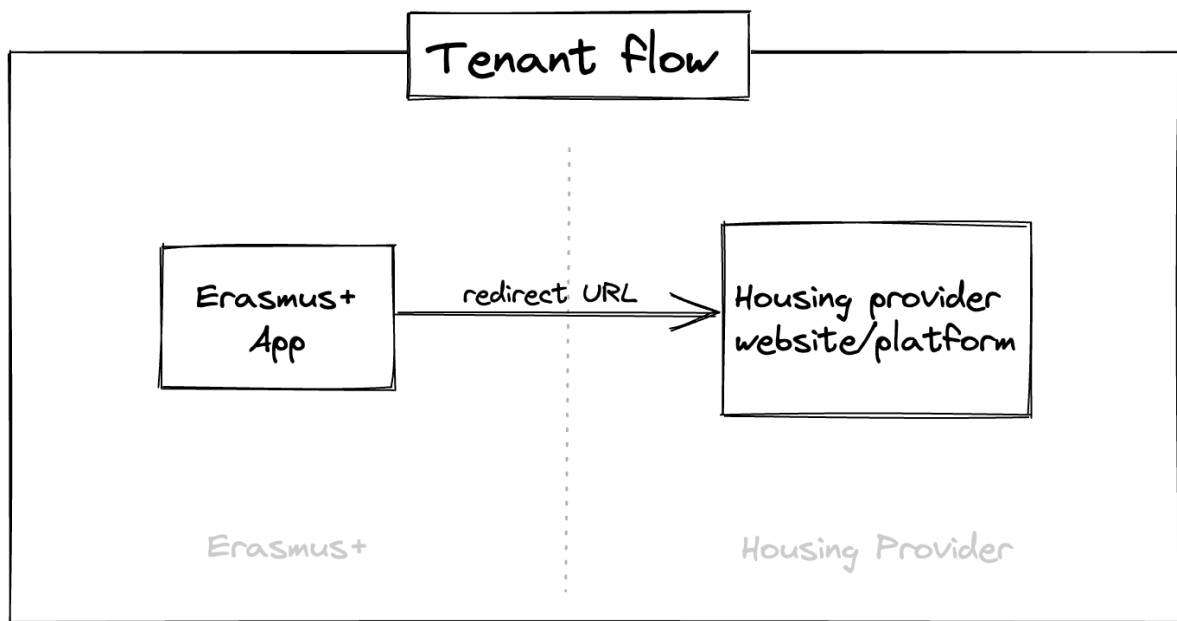 Tenant flow
Erasmus+
App
redirect URL
Housing provider
website/platform
Erasmus+
Housing Provider